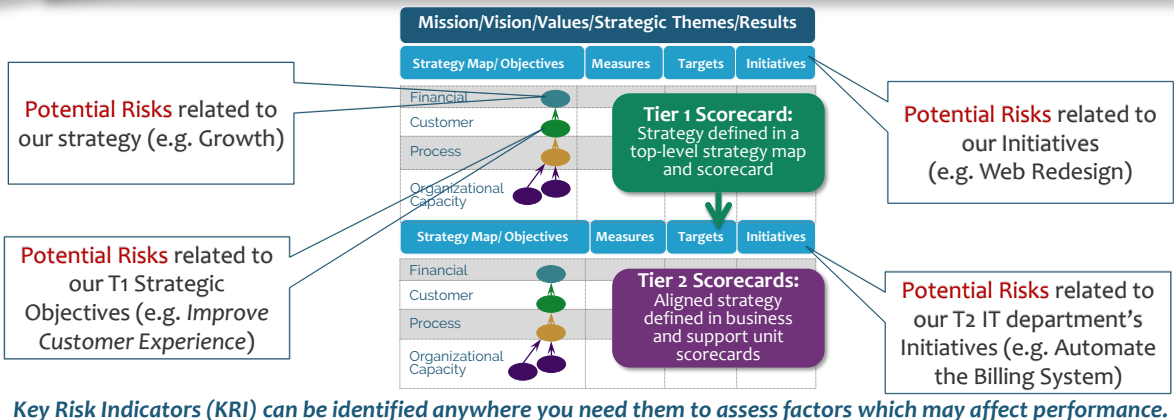 Mission/Vision/Values/Strategic Themes/Results
Strategy Map/ Objectives Measures Targets Initiatives
Potential Risks related to
our strategy (e.g. Growth)
Financial
Customer
Process
Organizational
Capacity
Tier 1 Scorecard:
Strategy defined in a
top-level strategy map
and scorecard
Potential Risks related to
our Initiatives
(e.g. Web Redesign)
Strategy Map/ Objectives Measures Targets Initiatives
Potential Risks related to
our T1 Strategic
Objectives (e.g. Improve
Customer Experience)
Financial
Customer
Process
Organizational
Capacity
Tier 2 Scorecards:
Aligned strategy
defined in business
and support unit
scorecards
Potential Risks related to
our T2 IT department's
Initiatives (e.g. Automate
the Billing System)
Key Risk Indicators (KRI) can be identified anywhere you need them to assess factors which may affect performance.